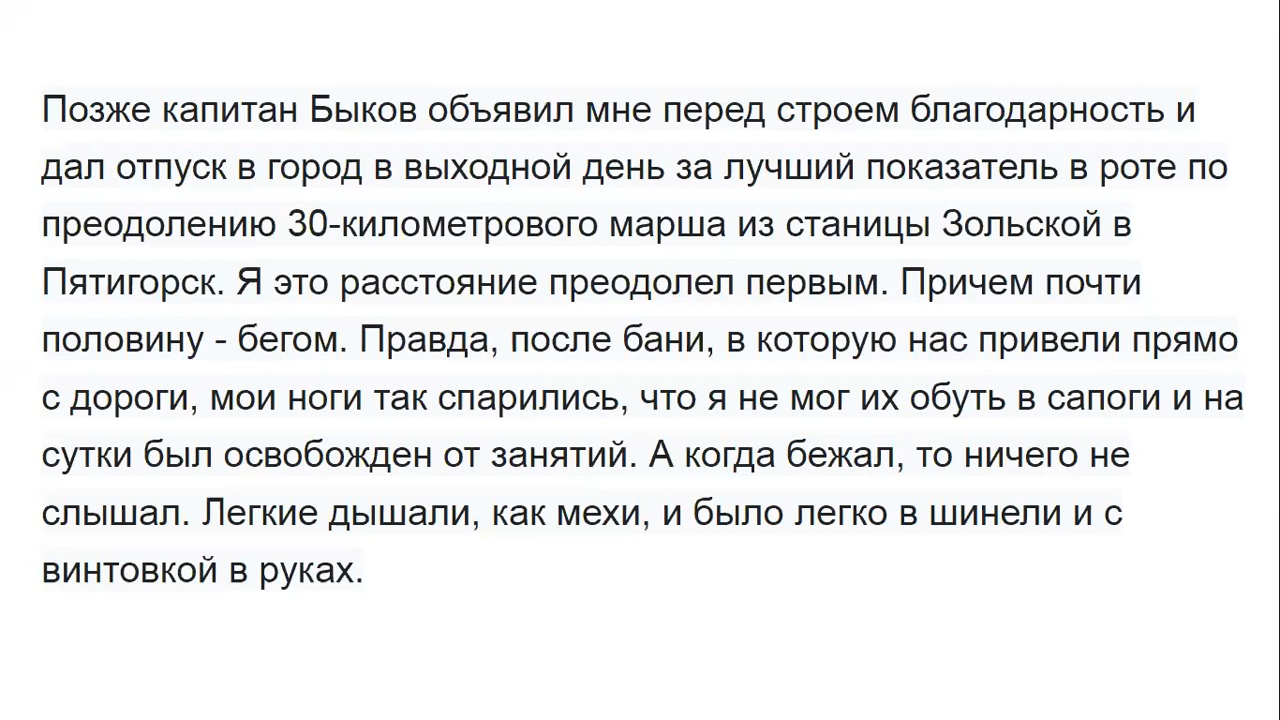 Позже капитан Быков объявил мне перед строем благодарность и
дал отпуск в город в выходной день за лучший показатель в роте по
преодолению 30-километрового марша из станицы Зольской в
Пятигорск. Я это расстояние преодолел первым. Причем почти
половину - бегом. Правда, после бани, в которую нас привели прямо
с дороги, мои ноги так спарились, что я не мог их обуть в сапоги и на
сутки был освобожден от занятий. А когда бежал, то ничего не
слышал. Легкие дышали, как мехи, и было легко в шинели и с
винтовкой в руках.